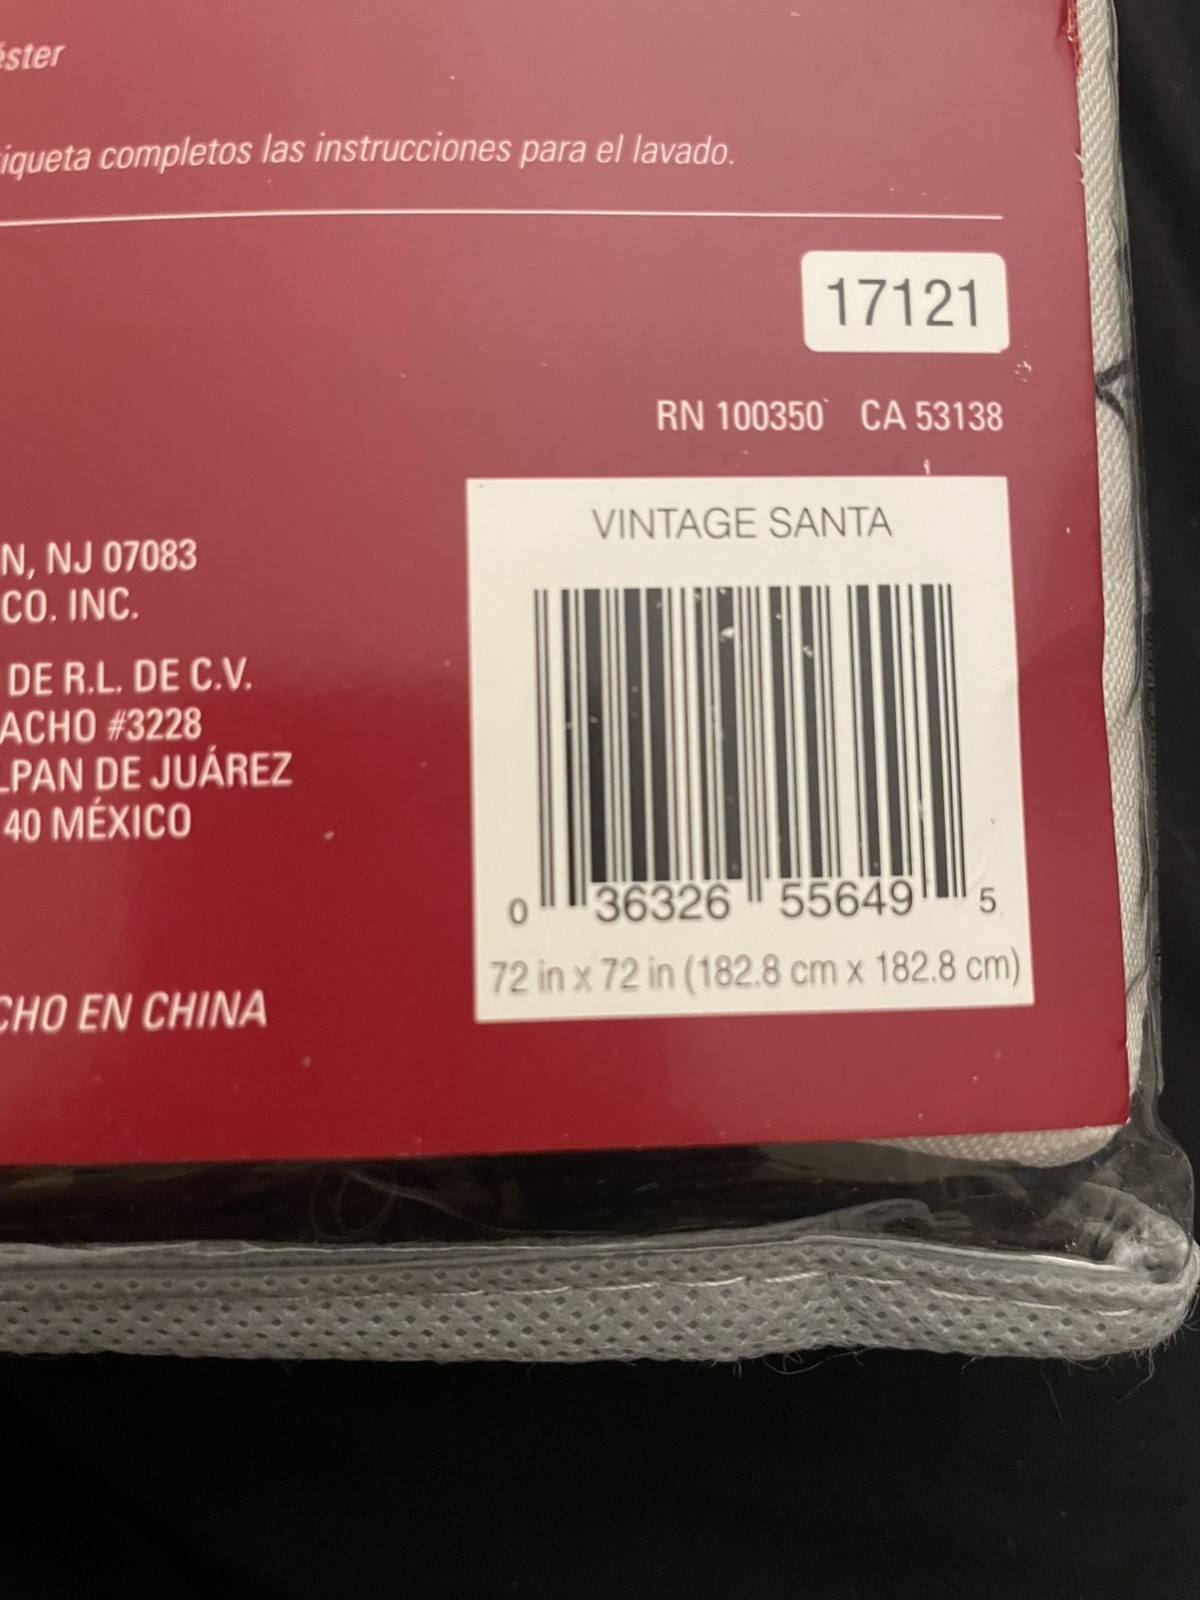 éster
iqueta completos las instrucciones para el lavado.
17121
RN 100350 CA 53138
VINTAGE SANTA
N, NJ 07083
CO. INC.
DE R.L. DE C.V.
ACHO #3228
LPAN DE JUÁREZ
40 MÉXICO
0 36326 55649 5
72 in x 72 in (182.8 cm x 182.8 cm)
CHO EN CHINA